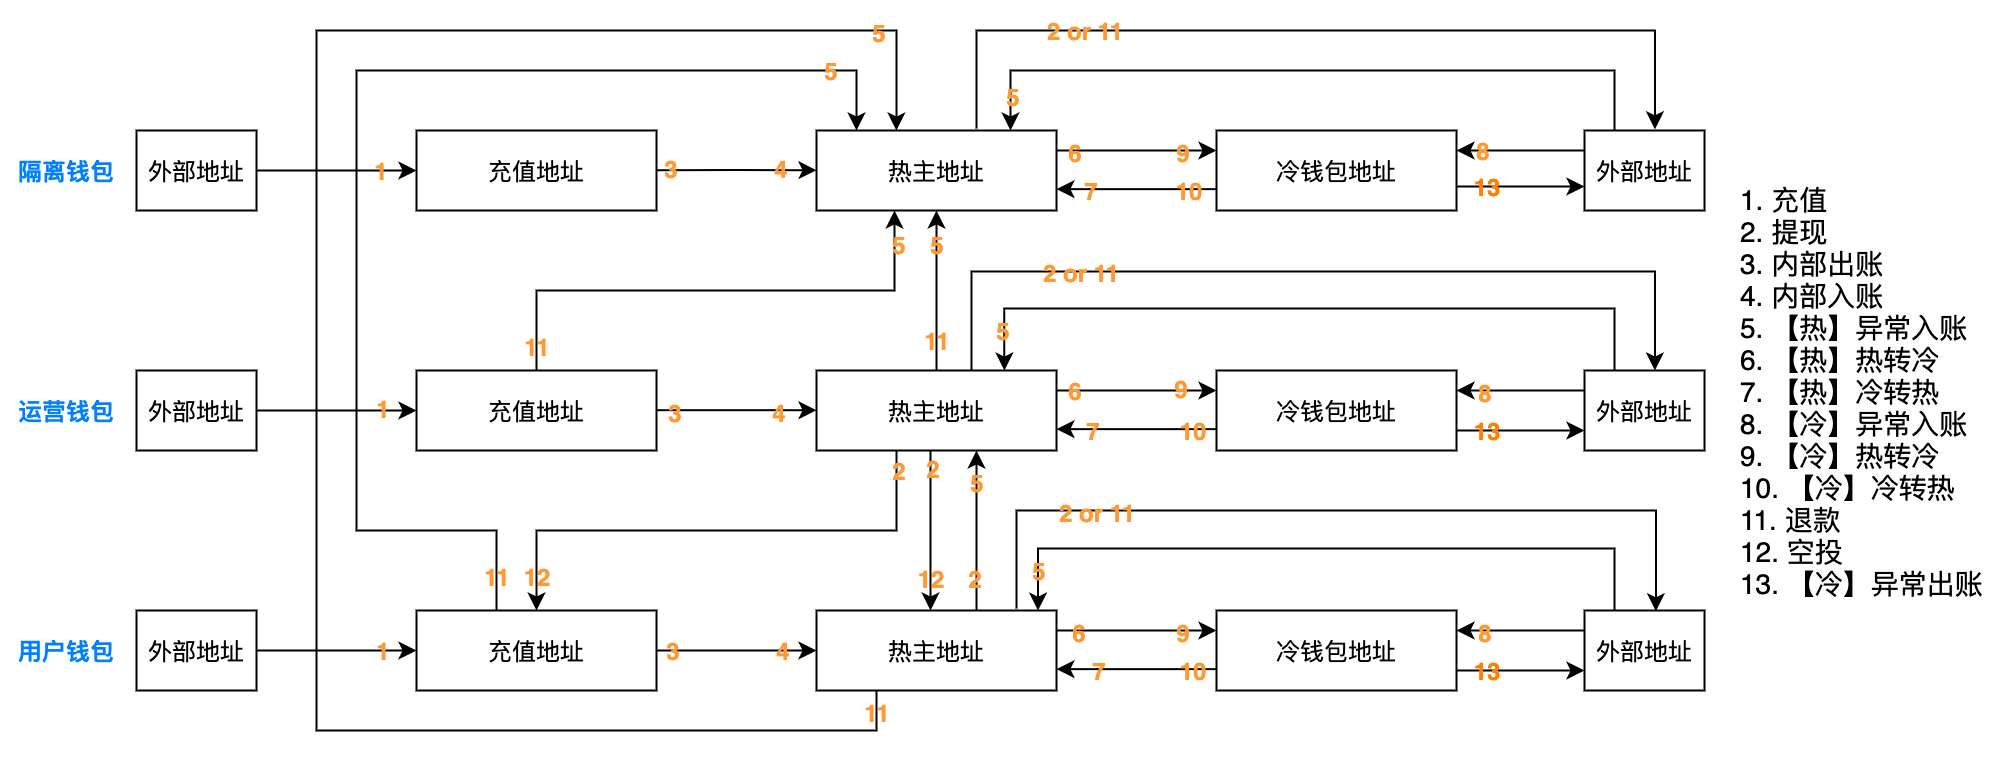 5
2 or 11
5
5
隔离钱包
外部地址
1
充值地址
3
4
热主地址
6
9
7
10
冷钱包地址
8
13
外部地址
5
5
2 or 11
11
11
5
运营钱包
外部地址
1
充值地址
3
4
热主地址
6
9
7
10
冷钱包地址
8
13
外部地址
2
2
5
2 or 11
11
12
12
2
5
用户钱包
外部地址
1
充值地址
3
4
热主地址
6
9
7
10
冷钱包地址
8
13
外部地址
11
1. 充值
2. 提现
3. 内部出账
4. 内部入账
5. 【热】异常入账
6. 【热】热转冷
7. 【热】冷转热
8. 【冷】异常入账
9. 【冷】热转冷
10. 【冷】冷转热
11. 退款
12. 空投
13. 【冷】异常出账